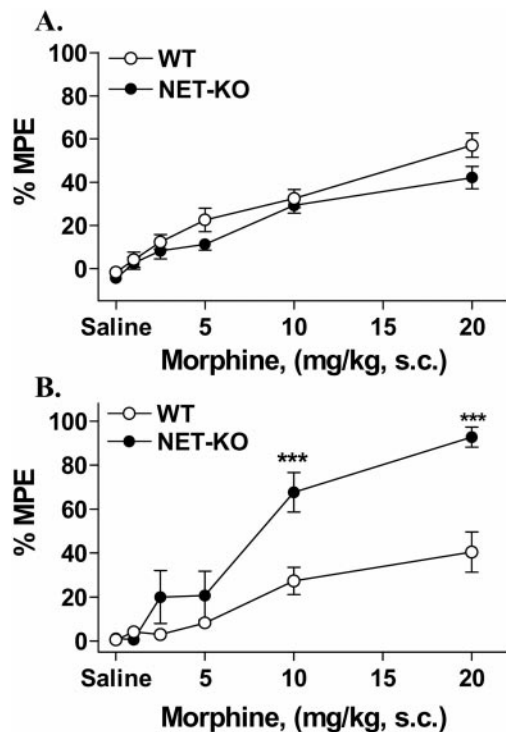 A.
100
80
60
40
20
0
% MPE
WT
NET-KO
Saline 5 10 15 20
Morphine, (mg/kg, s.c.)
B.
100
80
60
40
20
0
% MPE
WT
NET-KO
***
***
Saline 5 10 15 20
Morphine, (mg/kg, s.c.)